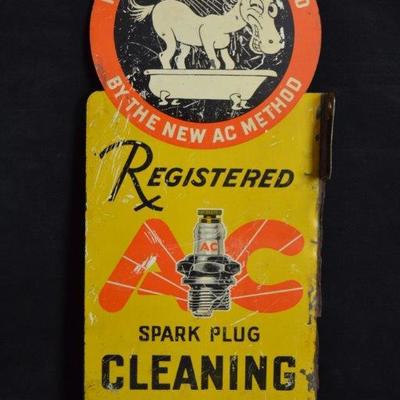 BY THE NEW AC METHOD
REGISTERED
AC
AC
SPARK PLUG
CLEANING